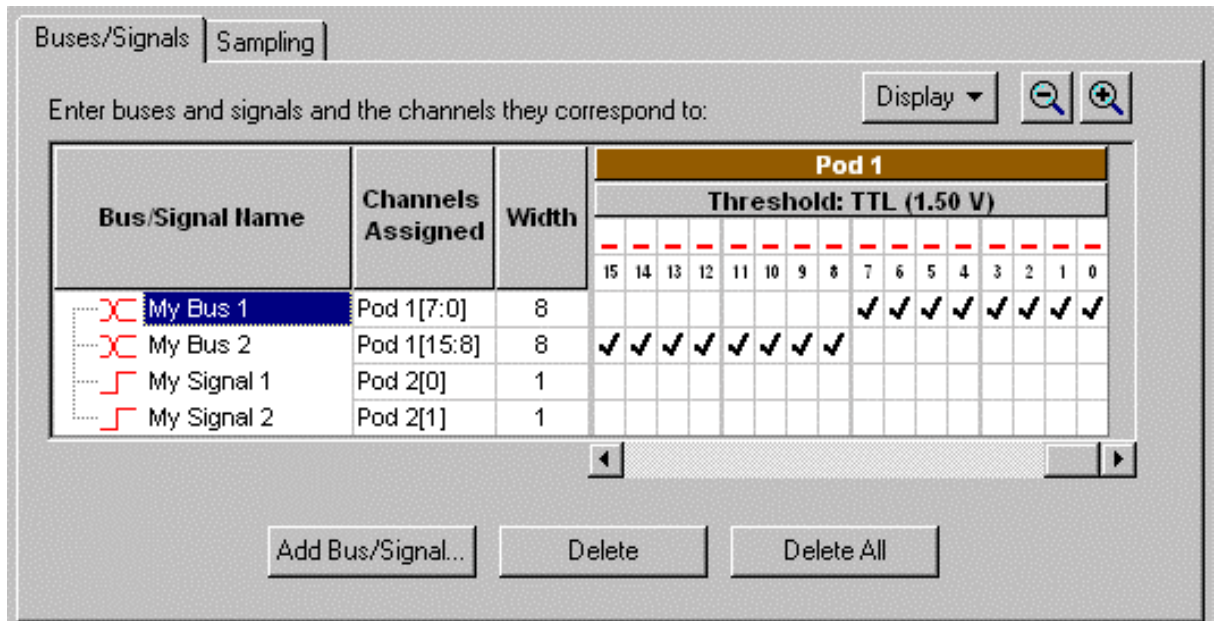 Buses/Signals Sampling
Enter buses and signals and the channels they correspond to: Display
Bus/Signal Name Channels Assigned Width Pod 1
Threshold: TTL (1.50 V)
15 14 13 12 11 10 9 8 7 6 5 4 3 2 1 0
My Bus 1 Pod 1[7:0] 8
My Bus 2 Pod 1[15:8] 8
My Signal 1 Pod 2[0] 1
My Signal 2 Pod 2[1] 1
Add Bus/Signal... Delete Delete All